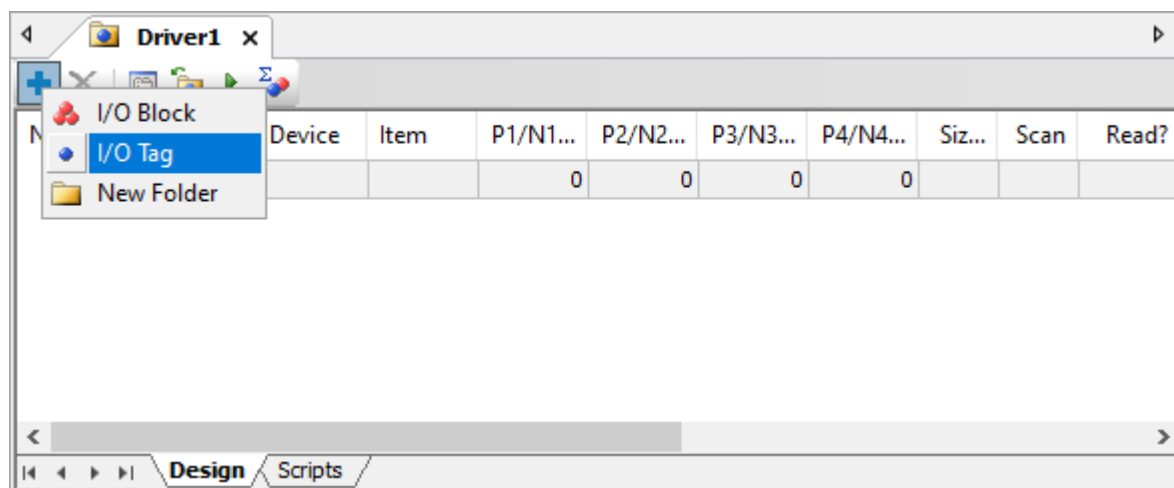 Driver1
I/O Block
N Device Item P1/N1... P2/N2... P3/N3... P4/N4... Siz... Scan Read?
I/O Tag
0 0 0 0
New Folder
Design Scripts